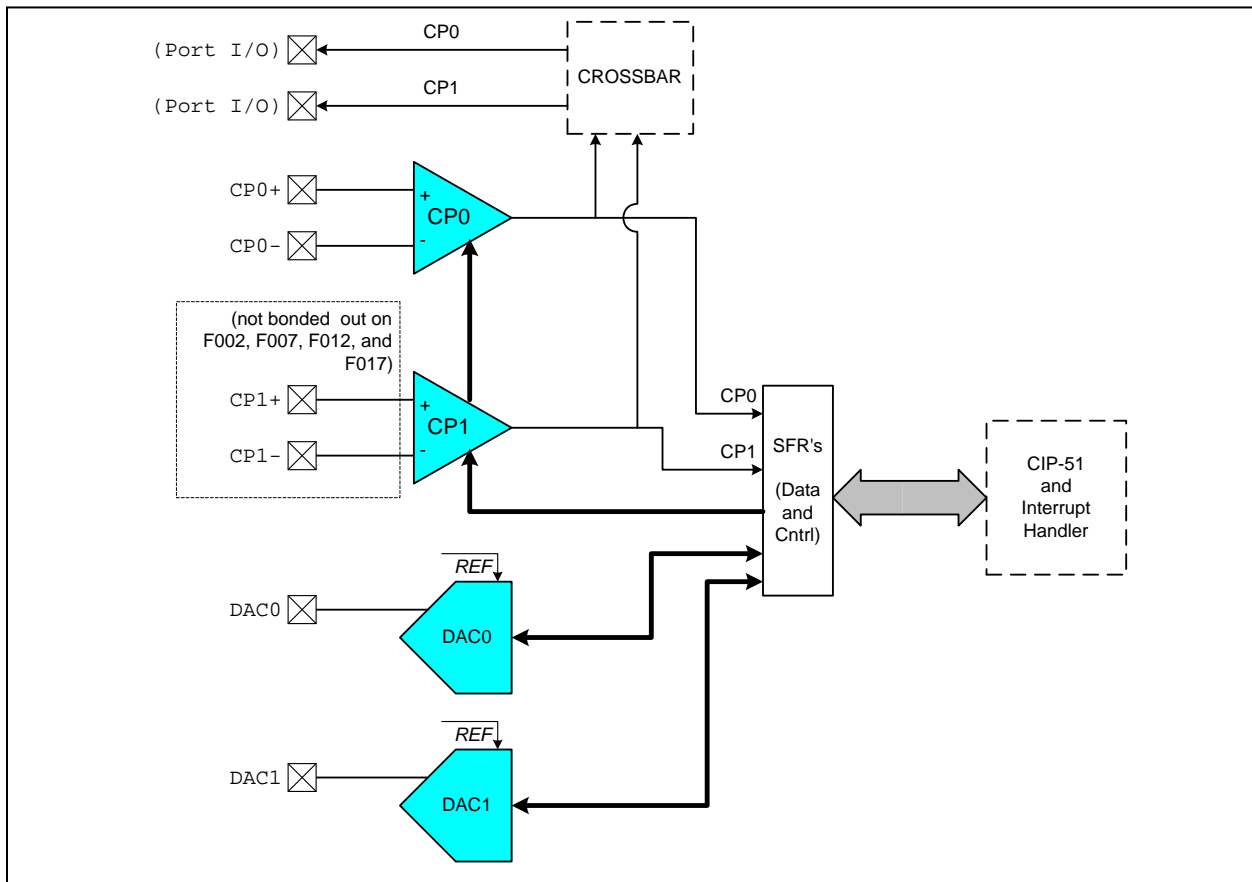 (Port I/O)
CP0
CROSSBAR
(Port I/O)
CP1
CP0+
+
CP0
CP0-
-
(not bonded out on
F002, F007, F012, and
F017)
CP1+
+
CP1
CP1-
-
CP0
CP1
SFR's
(Data
and
Cntrl)
CIP-51
and
Interrupt
Handler
REF
DAC0
DAC0
REF
DAC1
DAC1